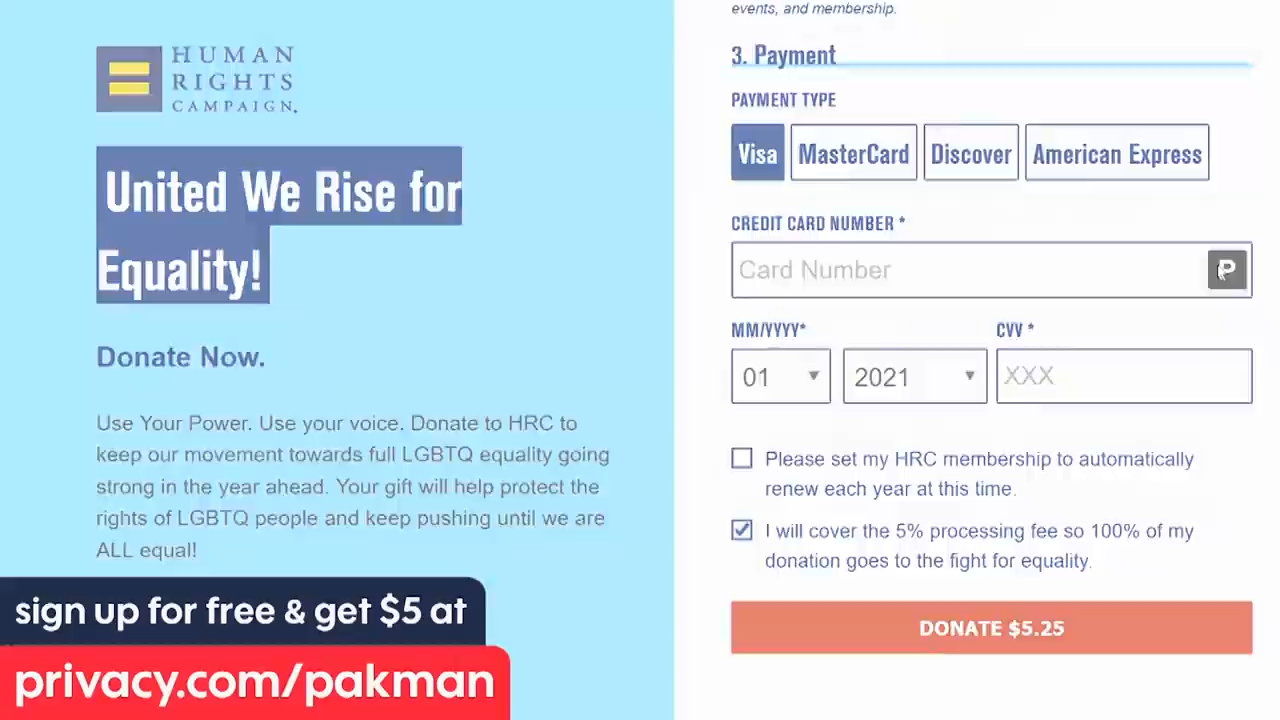 HUMAN
RIGHTS
CAMPAIGN.
United We Rise for
Equality!
Donate Now.
Use Your Power. Use your voice. Donate to HRC to
keep our movement towards full LGBTQ equality going
strong in the year ahead. Your gift will help protect the
rights of LGBTQ people and keep pushing until we are
ALL equal!
sign up for free & get $5 at
privacy.com/pakman
events, and membership.
3. Payment
PAYMENT TYPE
Visa MasterCard Discover American Express
CREDIT CARD NUMBER *
Card Number P
MM/YYYY* CVV *
01 2021 XXX
Please set my HRC membership to automatically
renew each year at this time.
I will cover the 5% processing fee so 100% of my
donation goes to the fight for equality.
DONATE $5.25